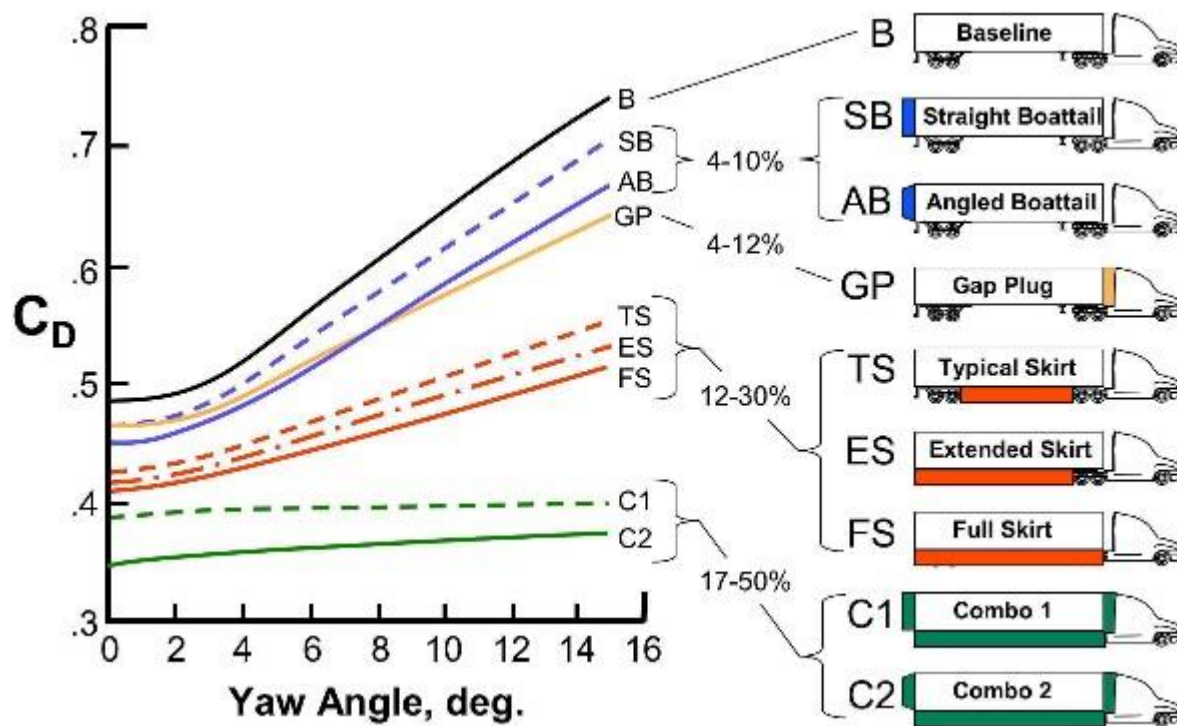 .8
.7
.6
.5
.4
.3
C_D
0 2 4 6 8 10 12 14 16
Yaw Angle, deg.
B
SB
AB
GP
TS
ES
FS
C1
C2
4-10%
4-12%
12-30%
17-50%
B Baseline
SB Straight Boattail
AB Angled Boattail
GP Gap Plug
TS Typical Skirt
ES Extended Skirt
FS Full Skirt
C1 Combo 1
C2 Combo 2